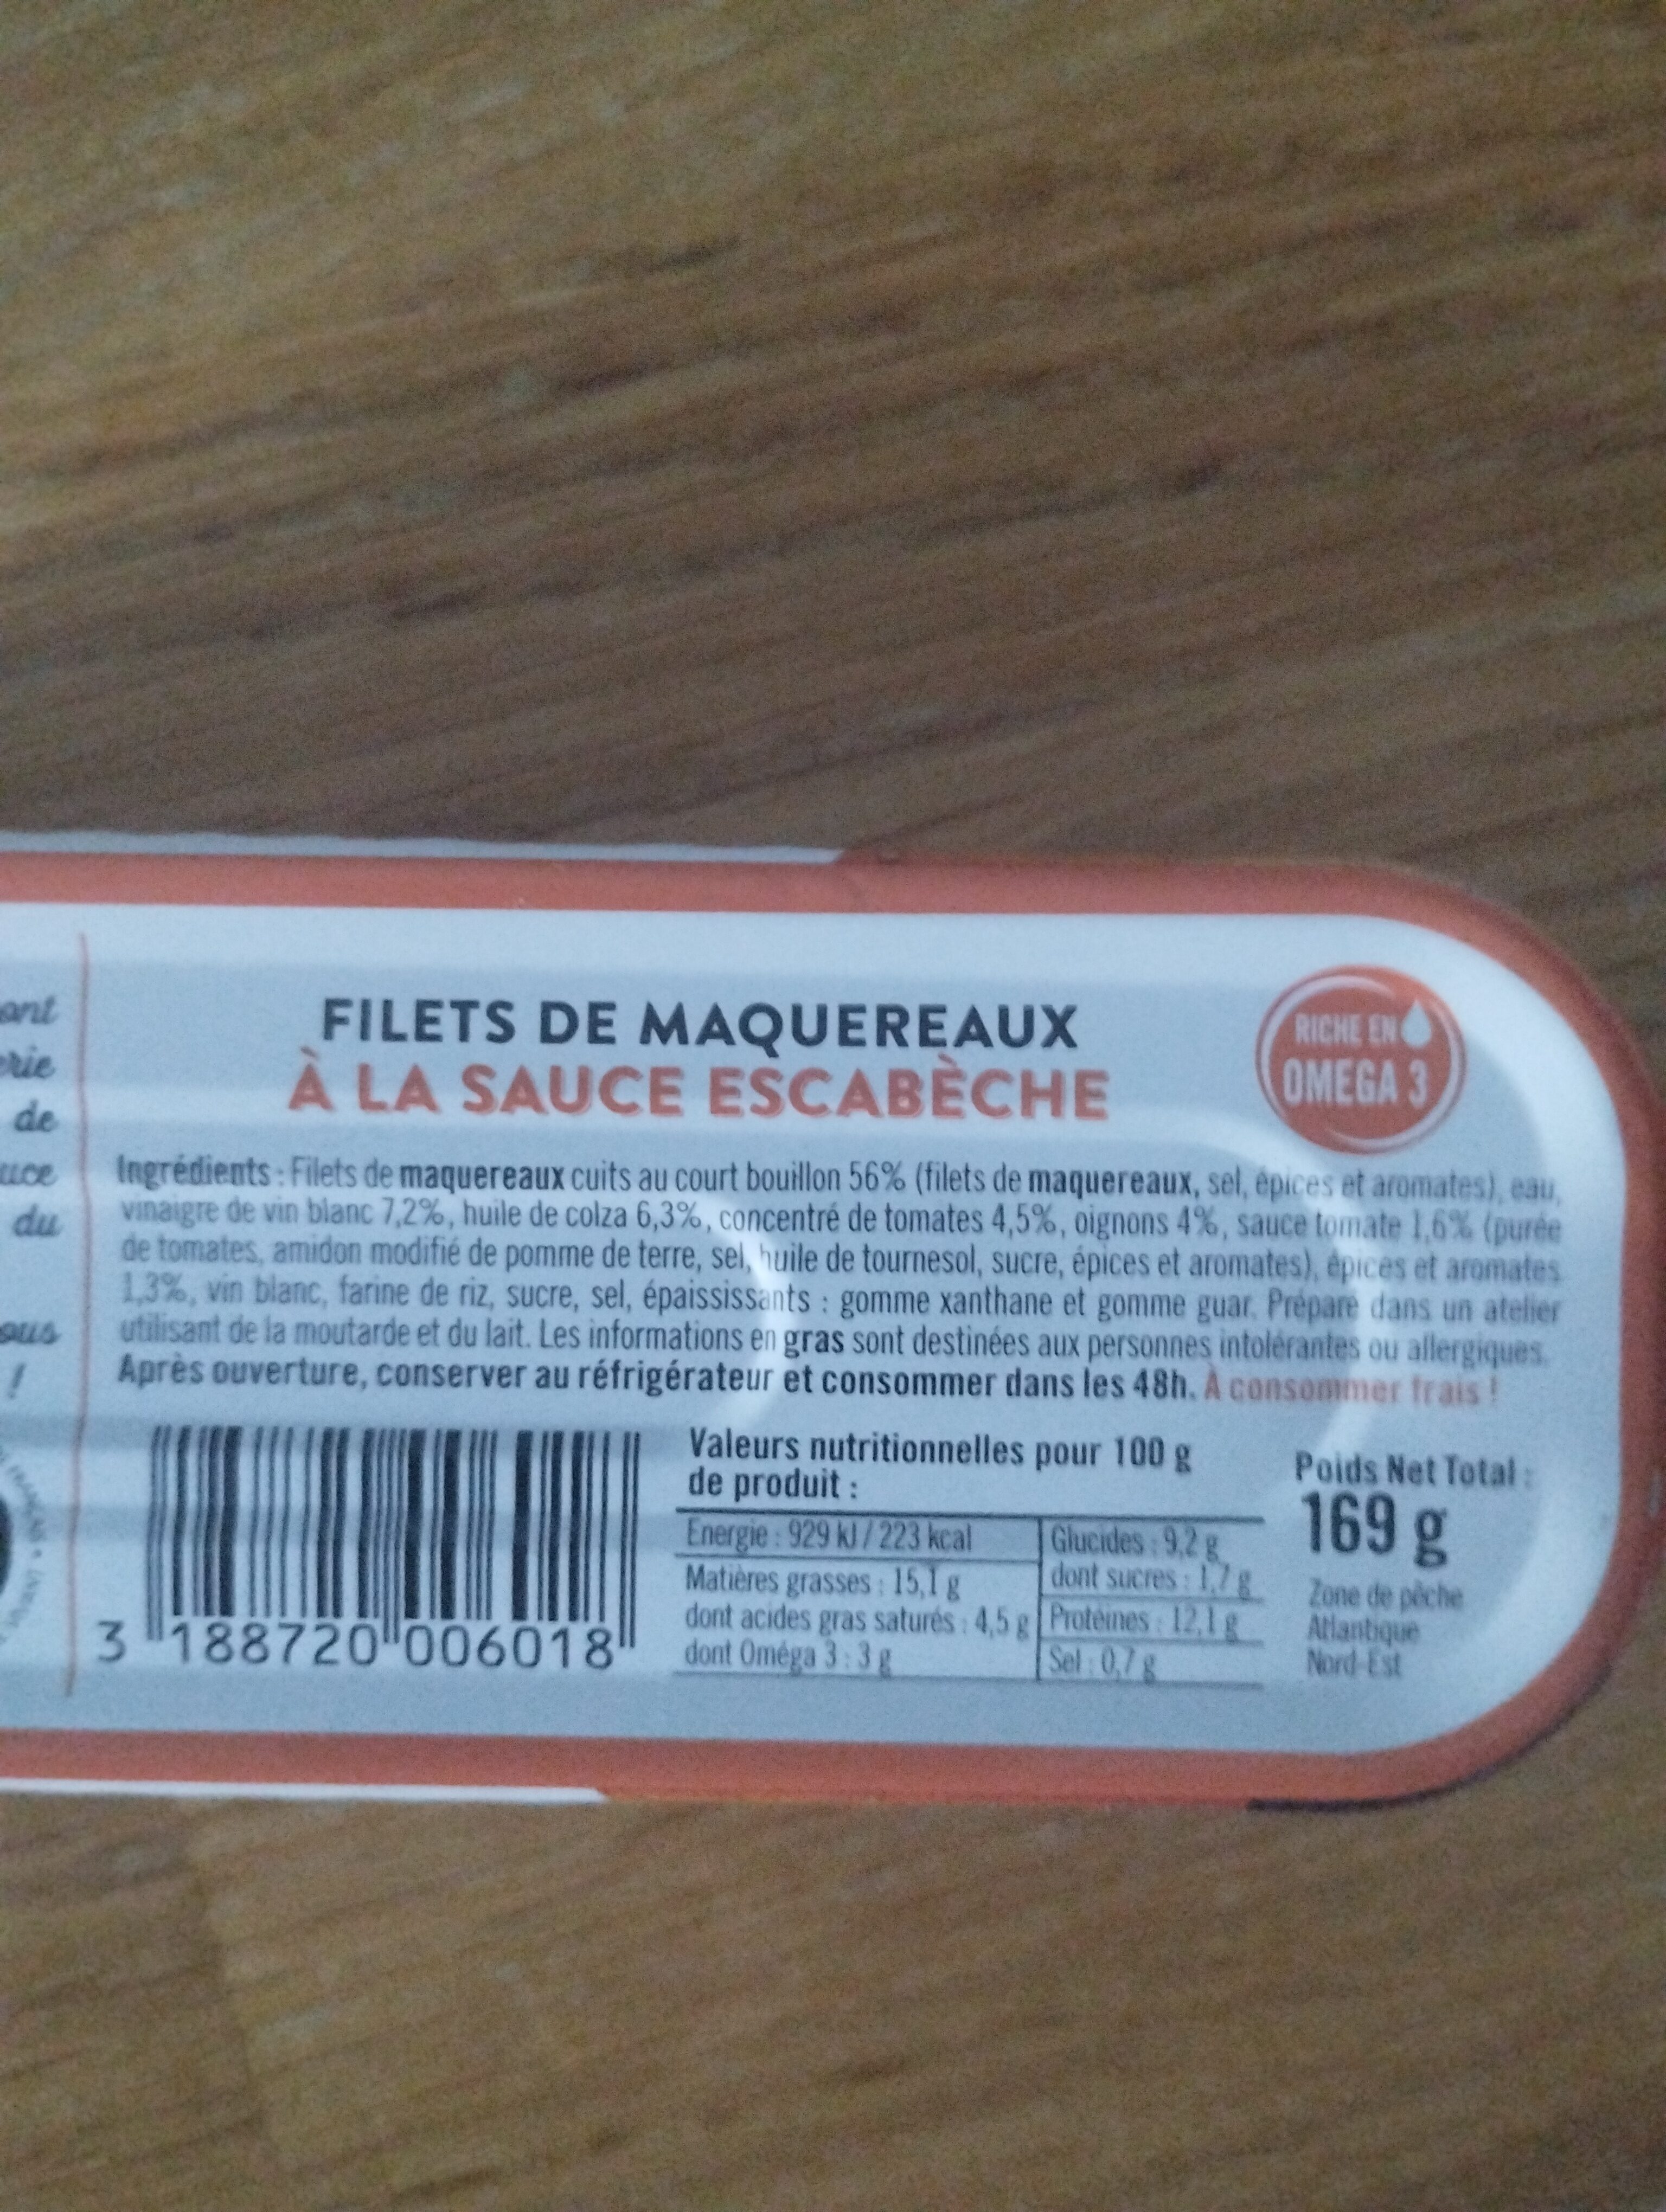 ant
erie
de
uce
du
ous
!
FILETS DE MAQUEREAUX
À LA SAUCE ESCABÈCHE
RICHE EN
OMEGA 3
Ingrédients : Filets de maquereaux cuits au court bouillon 56% (filets de maquereaux, sel, épices et aromates), eau,
vinaigre de vin blanc 7,2%, huile de colza 6,3%, concentré de tomates 4,5%, oignons 4%, sauce tomate 1,6% (purée
de tomates, amidon modifié de pomme de terre, sel, huile de tournesol, sucre, épices et aromates), épices et aromates
1,3%, vin blanc, farine de riz, sucre, sel, épaississants : gomme xanthane et gomme guar. Préparé dans un atelier
utilisant de la moutarde et du lait. Les informations en gras sont destinées aux personnes intolérantes ou allergiques.
Après ouverture, conserver au réfrigérateur et consommer dans les 48h. À consommer frais !
3 188720 006018
Valeurs nutritionnelles pour 100 g
de produit :
Energie : 929 kJ / 223 kcal
Matières grasses : 15,1 g
dont acides gras saturés : 4,5 g
dont Oméga 3 : 3 g
Glucides : 9,2 g
dont sucres : 1,7 g
Protéines : 12,1 g
Sel : 0,7 g
Poids Net Total :
169 g
Zone de pêche
Atlantique
Nord-Est